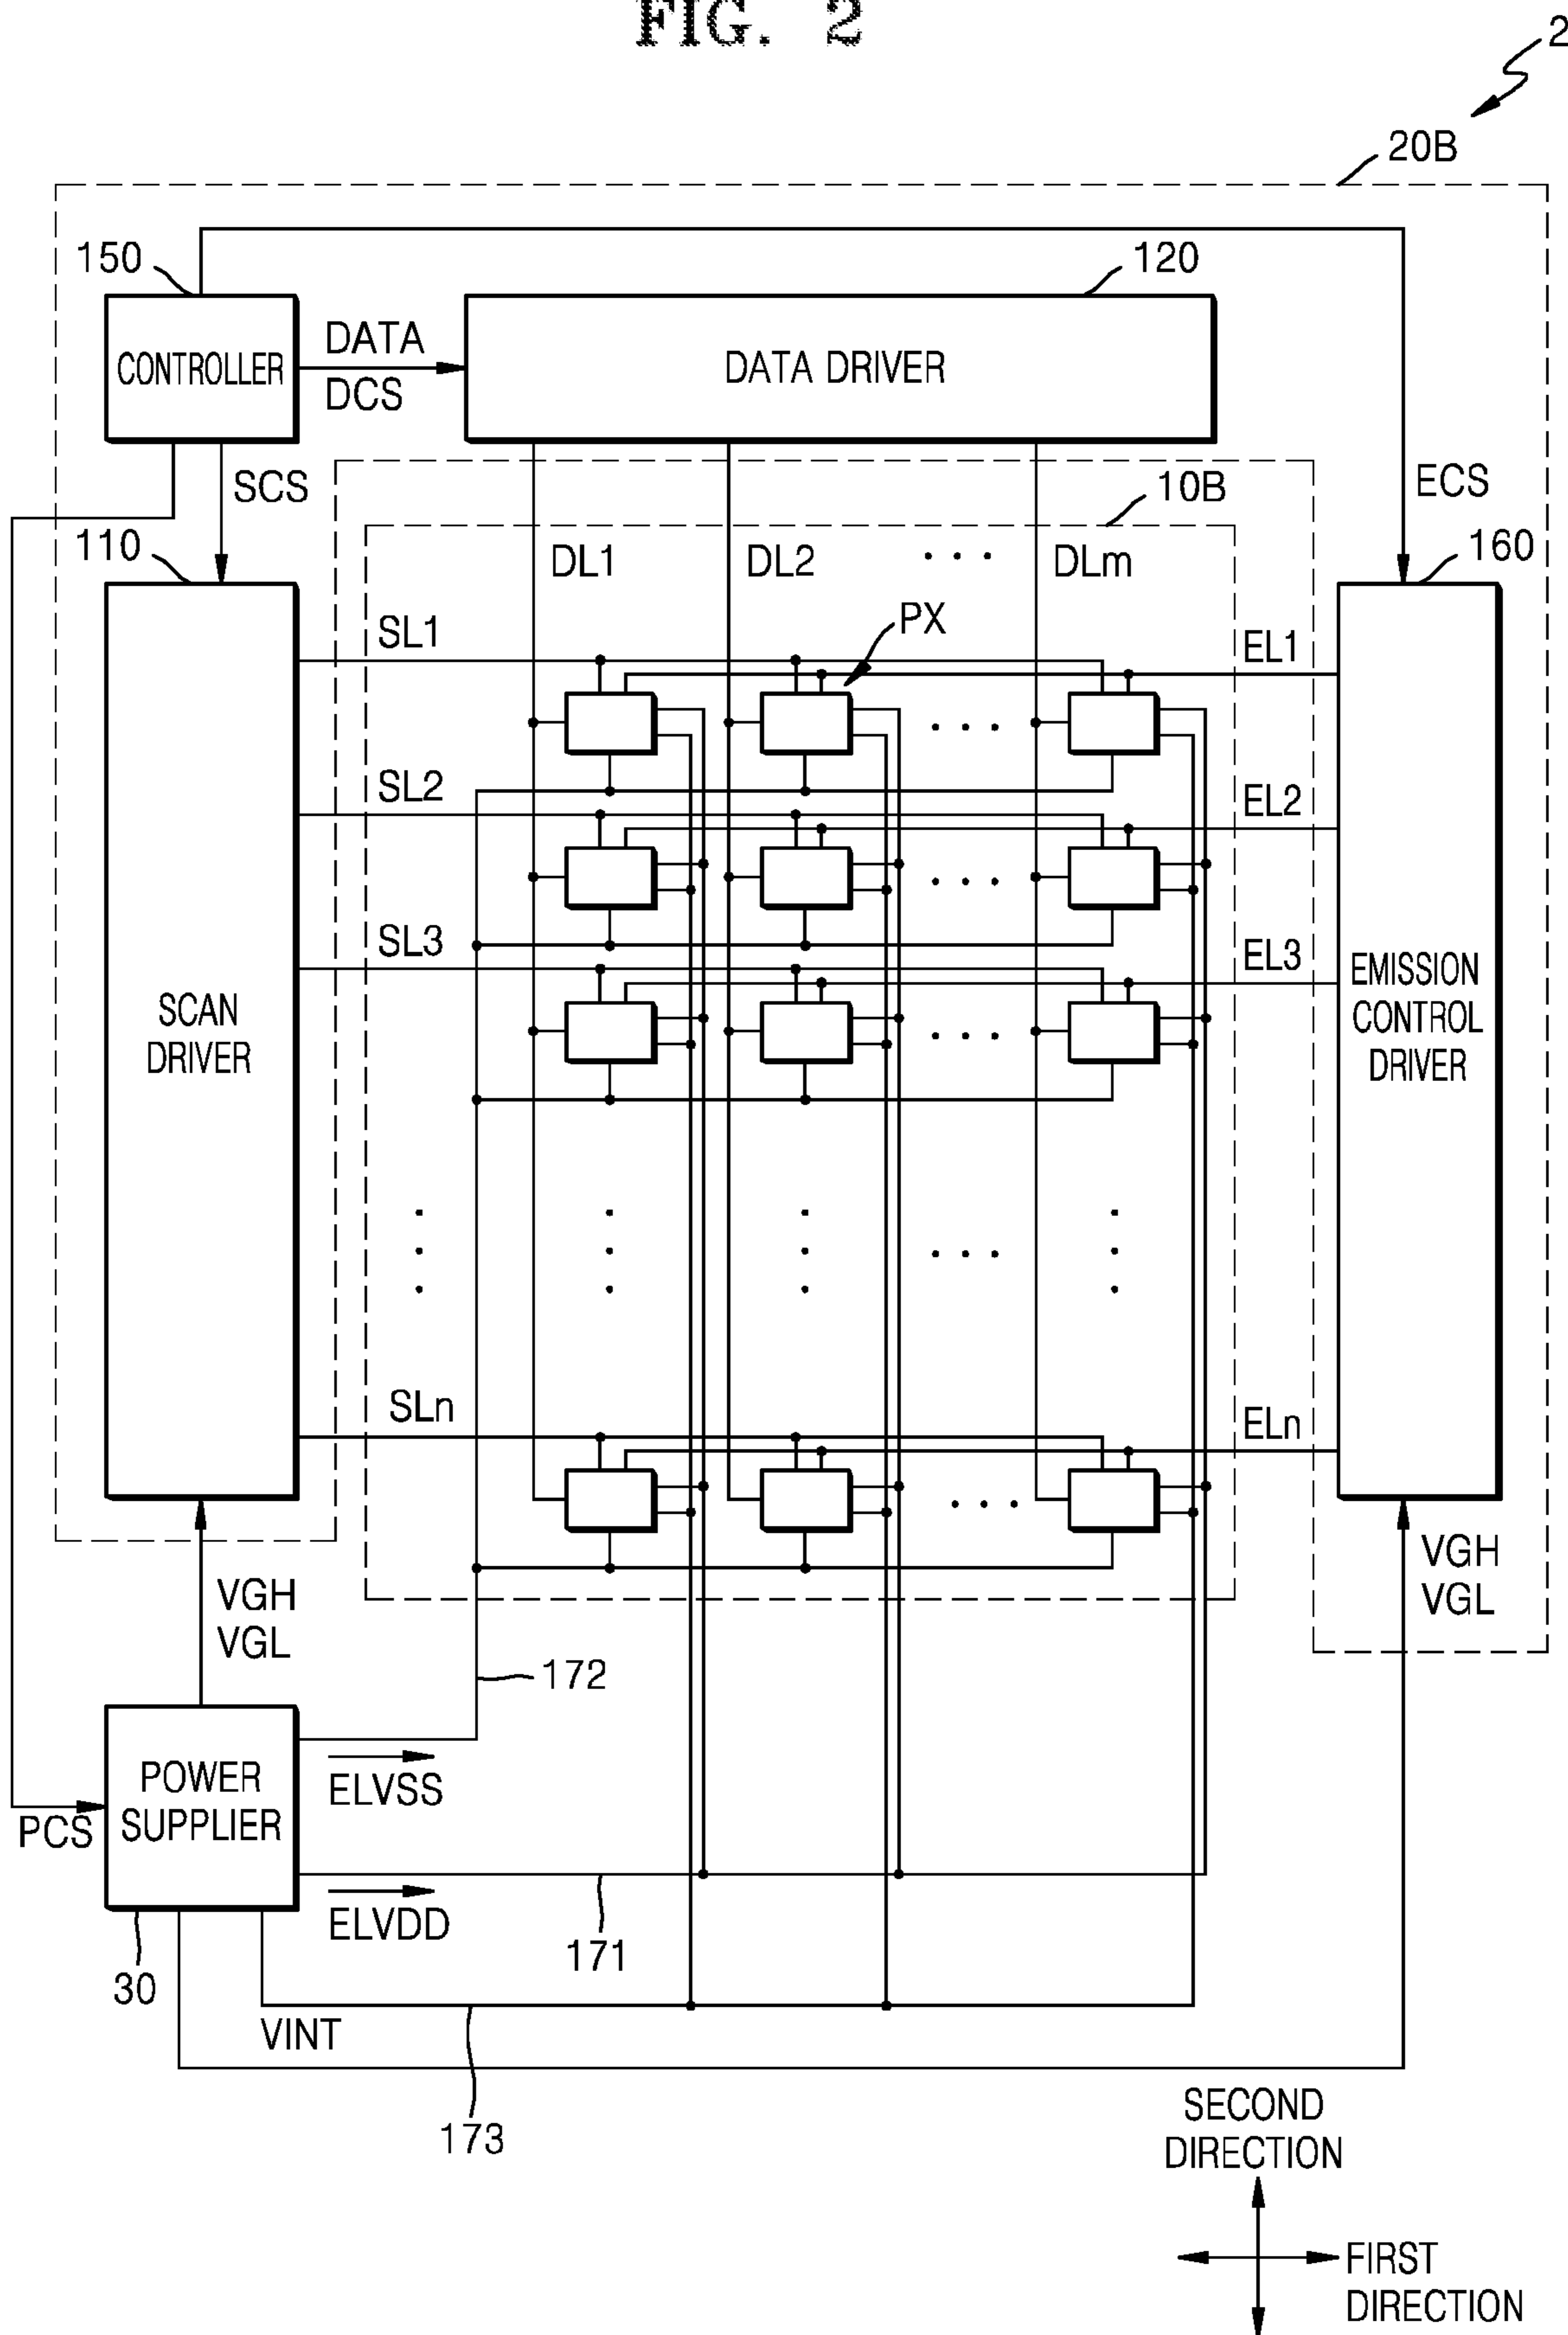 FIG. 2
2
20B
150
120
CONTROLLER
DATA
DCS
DATA DRIVER
SCS
10B
ECS
110
160
DL1
DL2
. . .
DLm
SL1
PX
EL1
SL2
EL2
SL3
EL3
SCAN
DRIVER
EMISSION
CONTROL
DRIVER
SLn
ELn
VGH
VGL
VGH
VGL
172
POWER
SUPPLIER
ELVSS
PCS
ELVDD
171
30
VINT
173
SECOND
DIRECTION
FIRST
DIRECTION